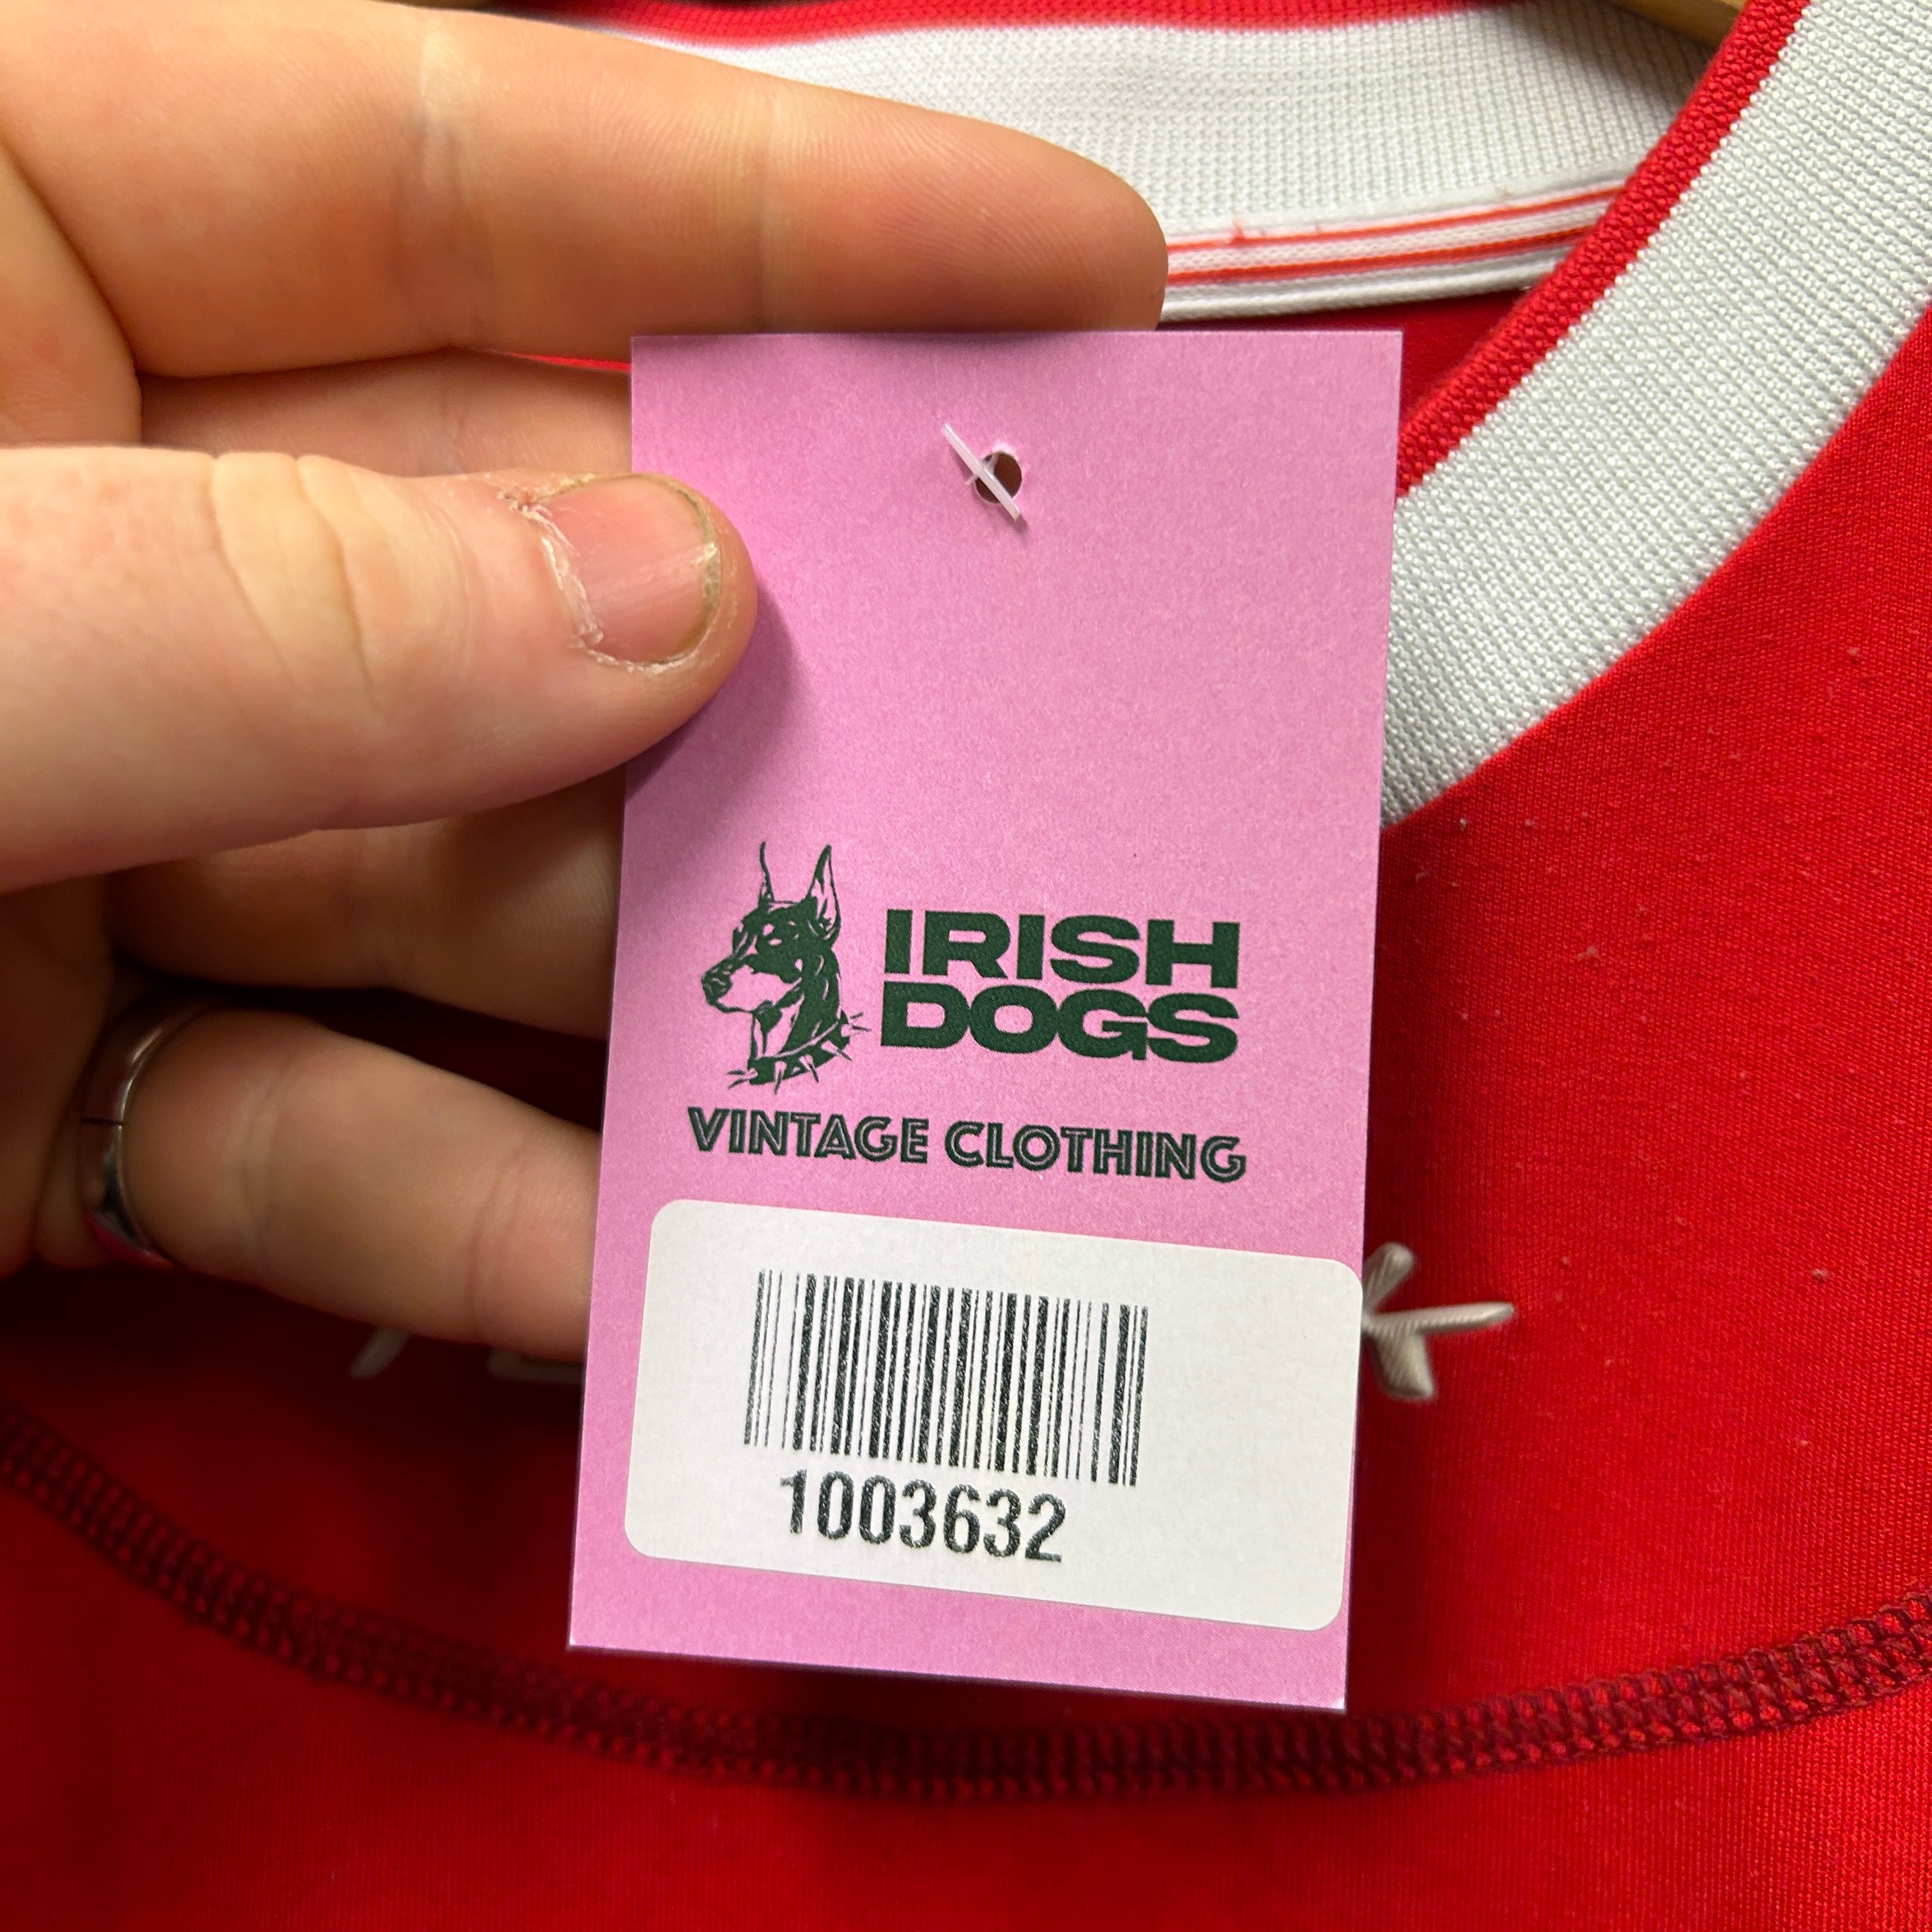 IRISH
DOGS
VINTAGE CLOTHING
1003632